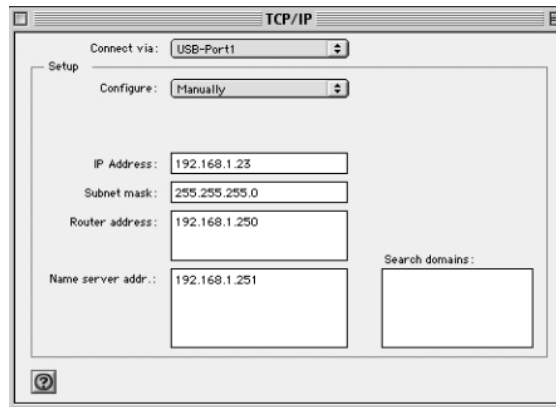 TCP/IP
Connect via: USB-Port1
Setup
Configure: Manually
IP Address: 192.168.1.23
Subnet mask: 255.255.255.0
Router address: 192.168.1.250
Search domains:
Name server addr.: 192.168.1.251
?